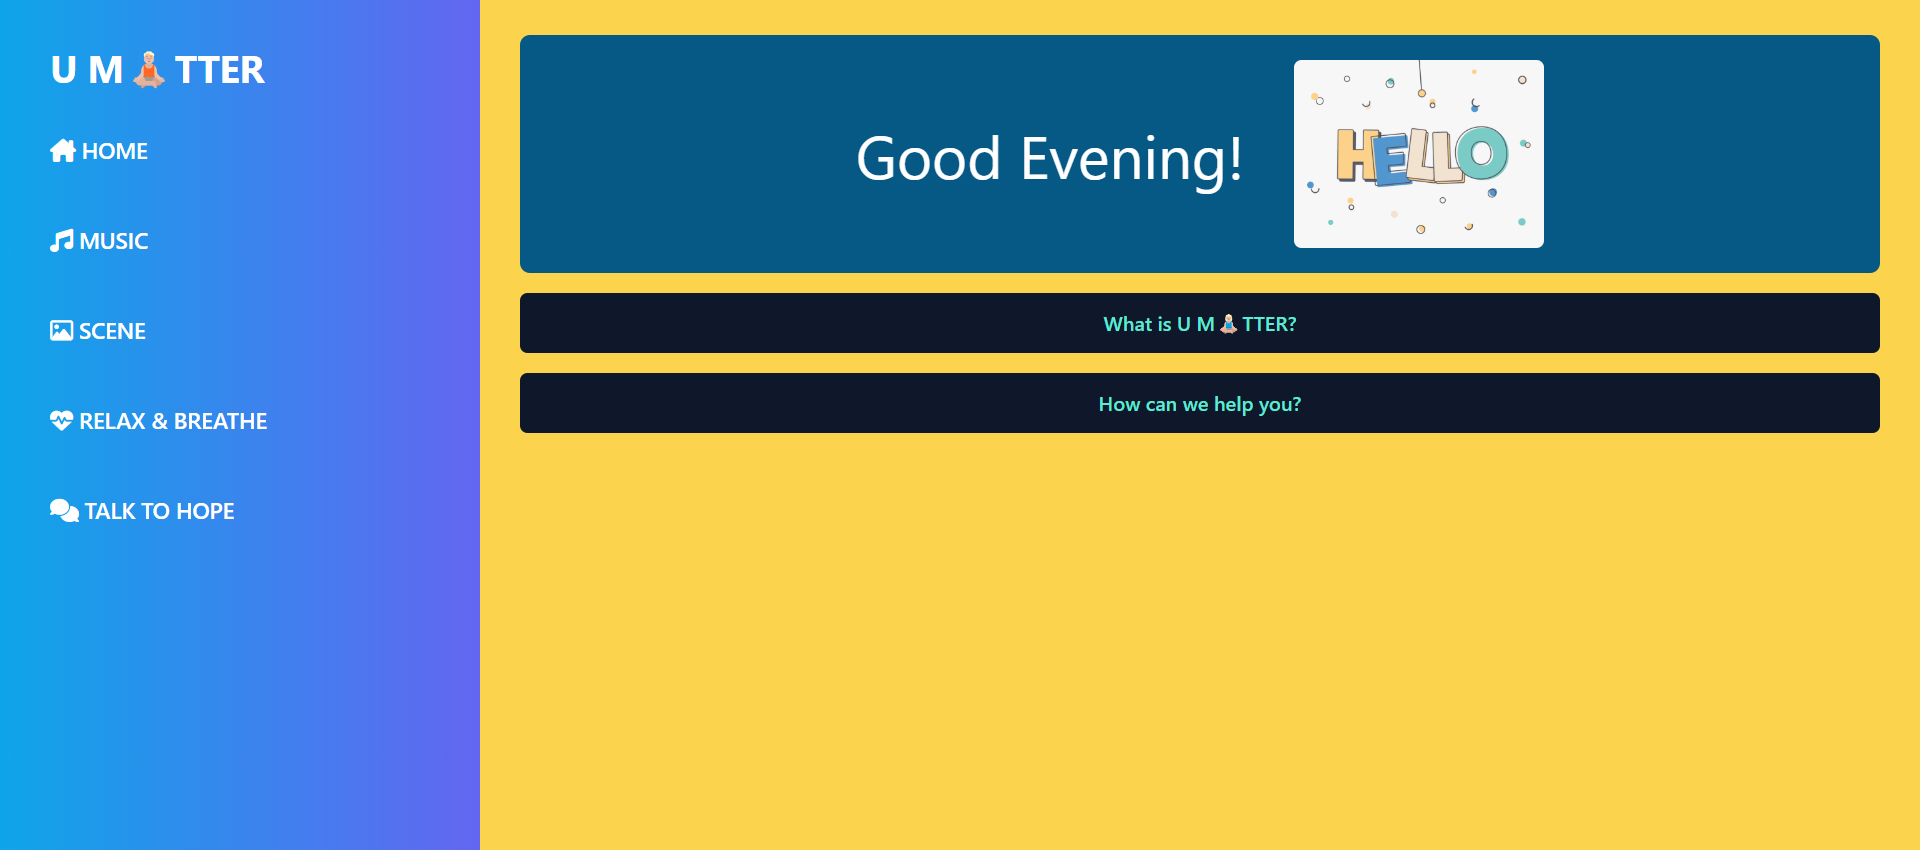 U M🧘TTER
HOME
MUSIC
SCENE
RELAX & BREATHE
TALK TO HOPE
Good Evening!
HELLO
What is U M🧘TTER?
How can we help you?